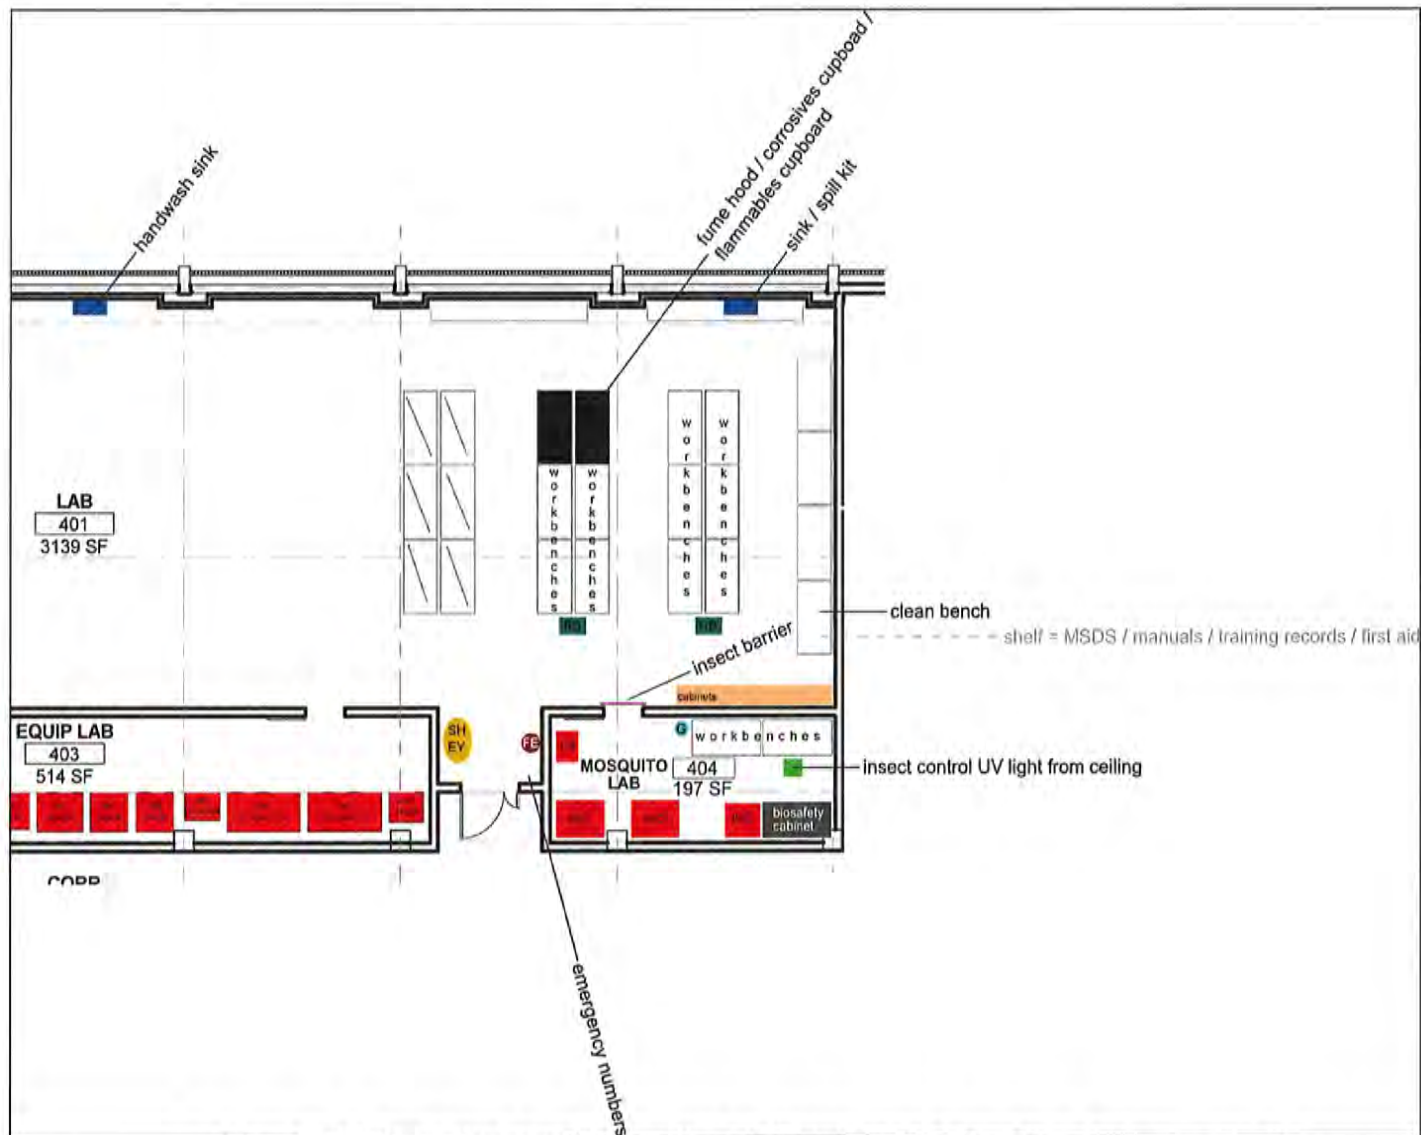 fume hood / corrosives cupboad /
flammables cupboard
handwash sink
sink / spill kit
workbenches
workbenches
workbenches
workbenches
LAB
401
3139 SF
clean bench
shelf = MSDS / manuals / training records / first aid
insect barrier
cabinets
EQUIP LAB
403
514 SF
SH
EY
FE
G
workbenches
MOSQUITO
LAB
404
197 SF
insect control UV light from ceiling
biosafety
cabinet
emergency numbers